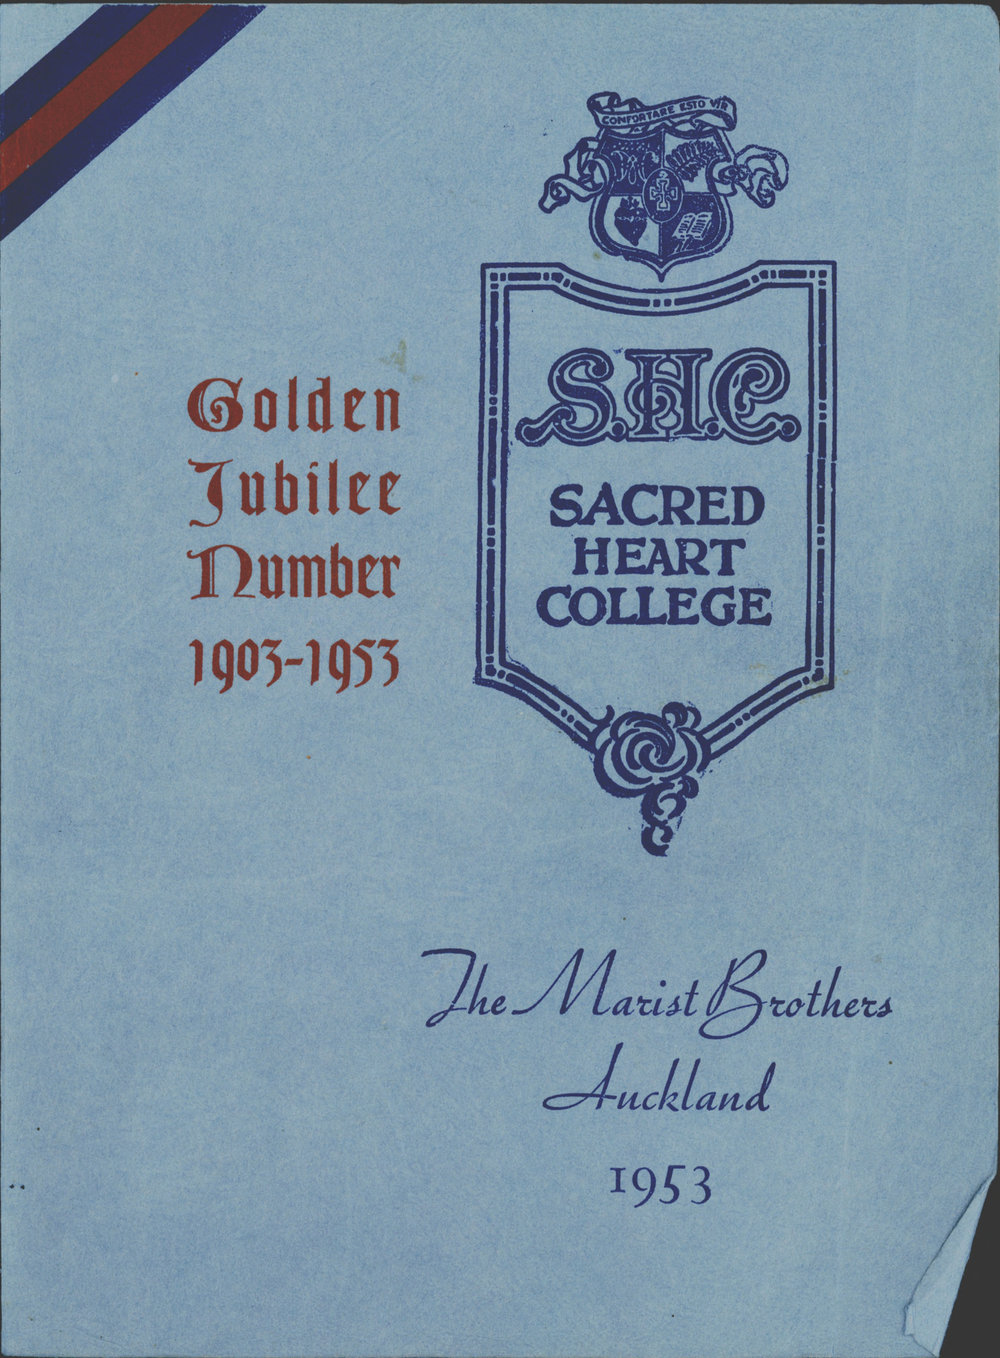 CONFORTARE ESTO VIR
S.H.C.
SACRED
HEART
COLLEGE
Golden
Jubilee
Number
1903-1953
The Marist Brothers
Auckland
1953